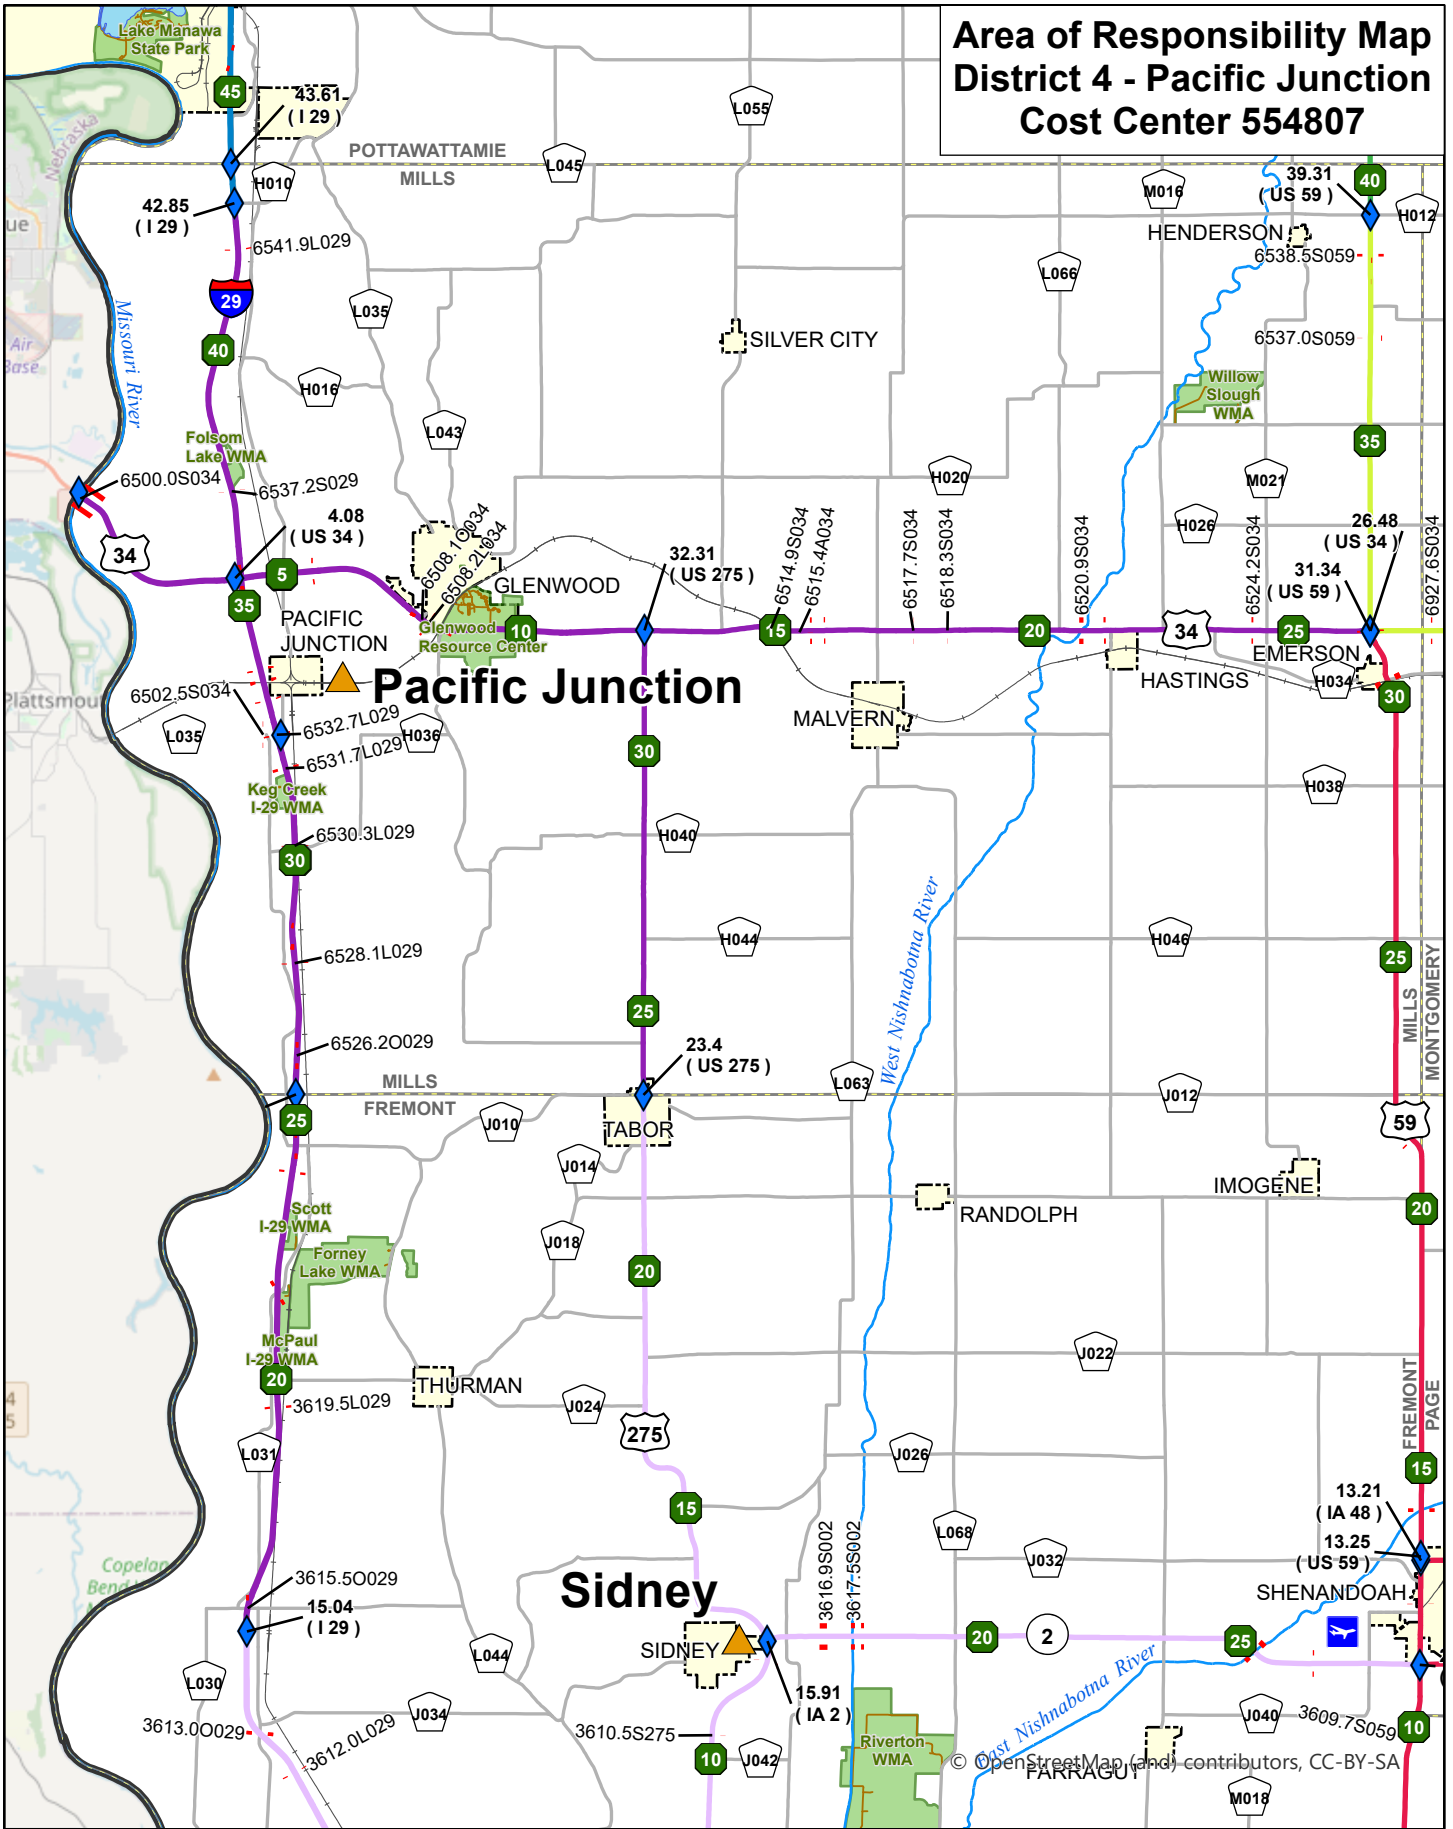 Area of Responsibility Map
District 4 - Pacific Junction
Cost Center 554807
Lake Manawa
State Park
45
43.61
( I 29 )
L055
Nebraska
POTTAWATTAMIE
MILLS
L045
H010
M016
39.31
( US 59 )
40
H012
42.85
( I 29 )
ue
HENDERSON
6541.9L029
6538.5S059
L066
29
Missouri River
L035
Air
Base
40
SILVER CITY
6537.0S059
H016
Willow
Slough
WMA
L043
35
Folsom
Lake WMA
6500.0S034
6537.2S029
H020
M021
4.08
( US 34 )
6508.1O034
6508.2L034
32.31
( US 275 )
6514.9S034
6515.4A034
6517.7S034
6518.3S034
6520.9S034
6524.2S034
H026
26.48
( US 34 )
6927.6S034
34
5
GLENWOOD
31.34
( US 59 )
35
PACIFIC
JUNCTION
Glenwood
Resource Center
10
15
20
34
25
EMERSON
HASTINGS
H034
30
Pacific Junction
Plattsmout
6502.5S034
L035
6532.7L029
H036
6531.7L029
MALVERN
30
Keg Creek
I-29 WMA
H038
6530.3L029
30
H040
West Nishnabotna River
H044
H046
25
6528.1L029
MILLS
MONTGOMERY
25
6526.2O029
23.4
( US 275 )
MILLS
FREMONT
L063
J012
25
J010
TABOR
59
J014
IMOGENE
Scott
I-29 WMA
RANDOLPH
20
J018
Forney
Lake WMA
20
McPaul
I-29 WMA
J022
20
THURMAN
FREMONT
PAGE
3619.5L029
J024
275
L031
J026
15
15
13.21
( IA 48 )
3616.9S002
3617.5S002
L068
J032
13.25
( US 59 )
Copelan
Bend
3615.5O029
Sidney
SHENANDOAH
15.04
( I 29 )
SIDNEY
20
2
25
L044
L030
15.91
( IA 2 )
East Nishnabotna River
3613.0O029
3612.0L029
J034
3610.5S275
J040
3609.7S059
10
10
J042
Riverton
WMA
FARRAGUT
© OpenStreetMap (and) contributors, CC-BY-SA
M018
4
5